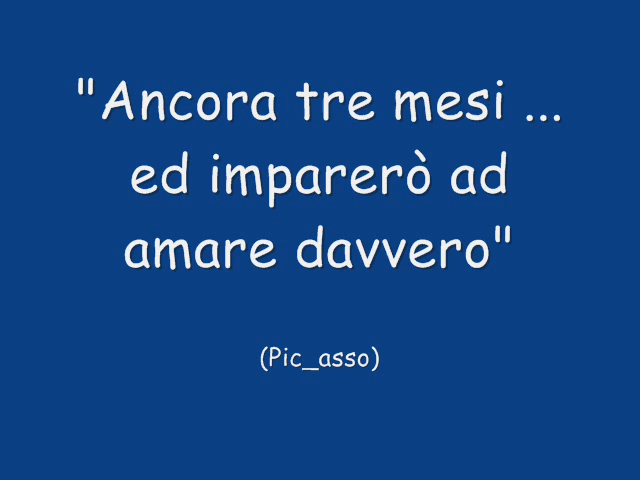 "Ancora tre mesi ...
ed imparerò ad
amare davvero"
(Pic_asso)